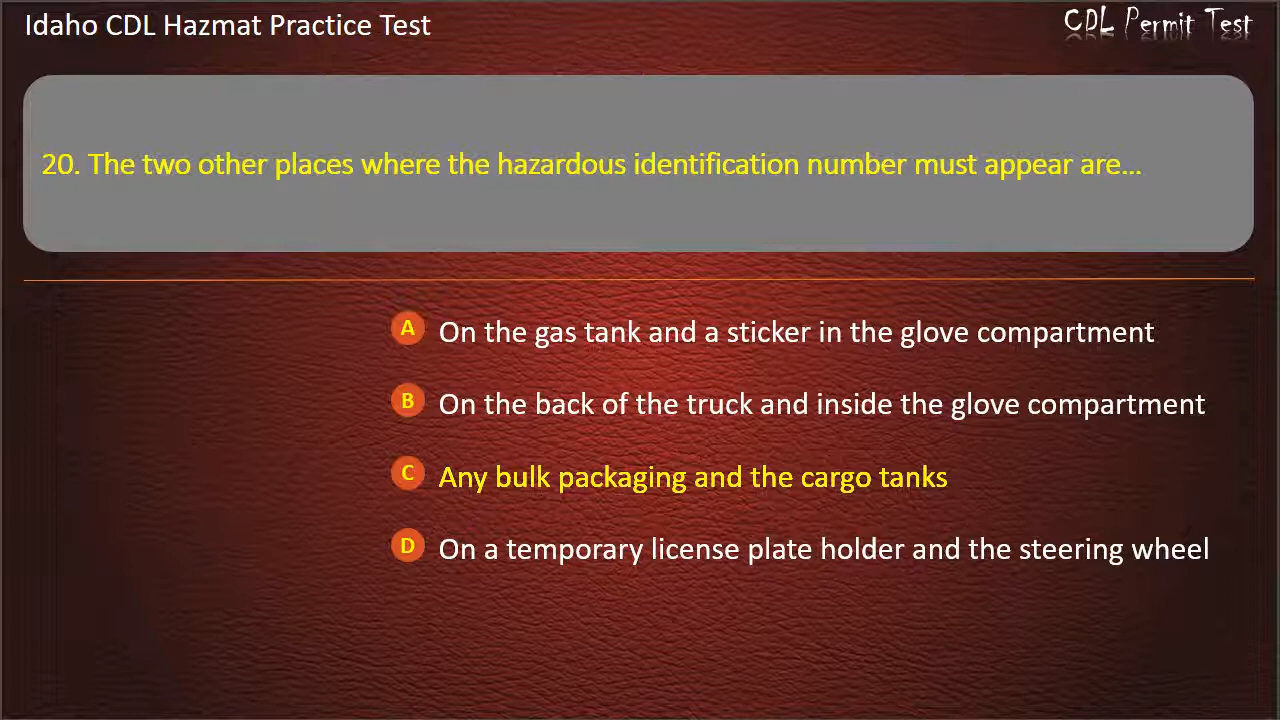 Idaho CDL Hazmat Practice Test
CDL Permit Test
20. The two other places where the hazardous identification number must appear are...
A On the gas tank and a sticker in the glove compartment
B On the back of the truck and inside the glove compartment
C Any bulk packaging and the cargo tanks
D On a temporary license plate holder and the steering wheel